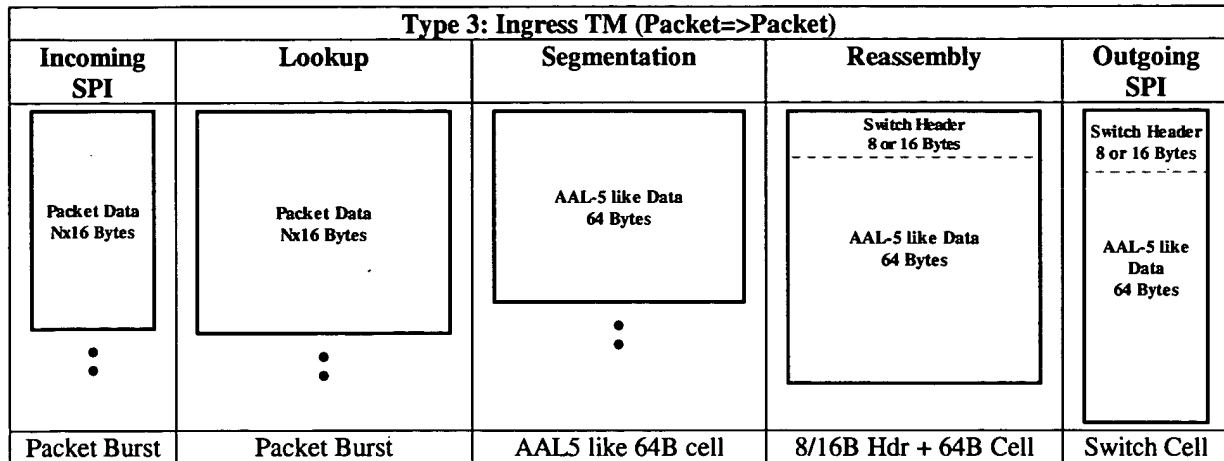 Type 3: Ingress TM (Packet=>Packet)
Incoming
SPI
Lookup
Segmentation
Reassembly
Outgoing
SPI
Packet Data
Nx16 Bytes
Packet Data
Nx16 Bytes
AAL-5 like Data
64 Bytes
Switch Header
8 or 16 Bytes
AAL-5 like Data
64 Bytes
Switch Header
8 or 16 Bytes
AAL-5 like
Data
64 Bytes
Packet Burst
Packet Burst
AAL5 like 64B cell
8/16B Hdr + 64B Cell
Switch Cell